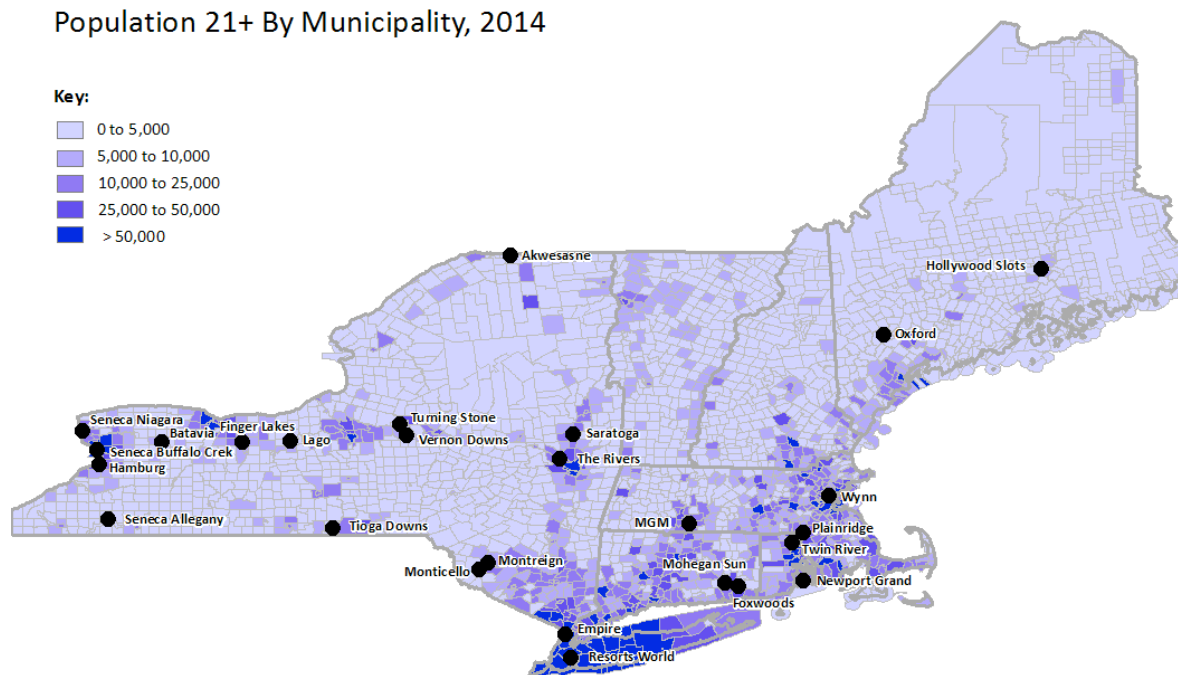 Population 21+ By Municipality, 2014
Key:
0 to 5,000
5,000 to 10,000
10,000 to 25,000
25,000 to 50,000
> 50,000
Akwesasne
Hollywood Slots
Oxford
Seneca Niagara
Batavia
Finger Lakes
Lago
Turning Stone
Vernon Downs
Saratoga
Seneca Buffalo Crek
Hamburg
The Rivers
Wynn
Seneca Allegany
Tioga Downs
MGM
Plainridge
Twin River
Montreign
Monticello
Mohegan Sun
Newport Grand
Foxwoods
Empire
Resorts World